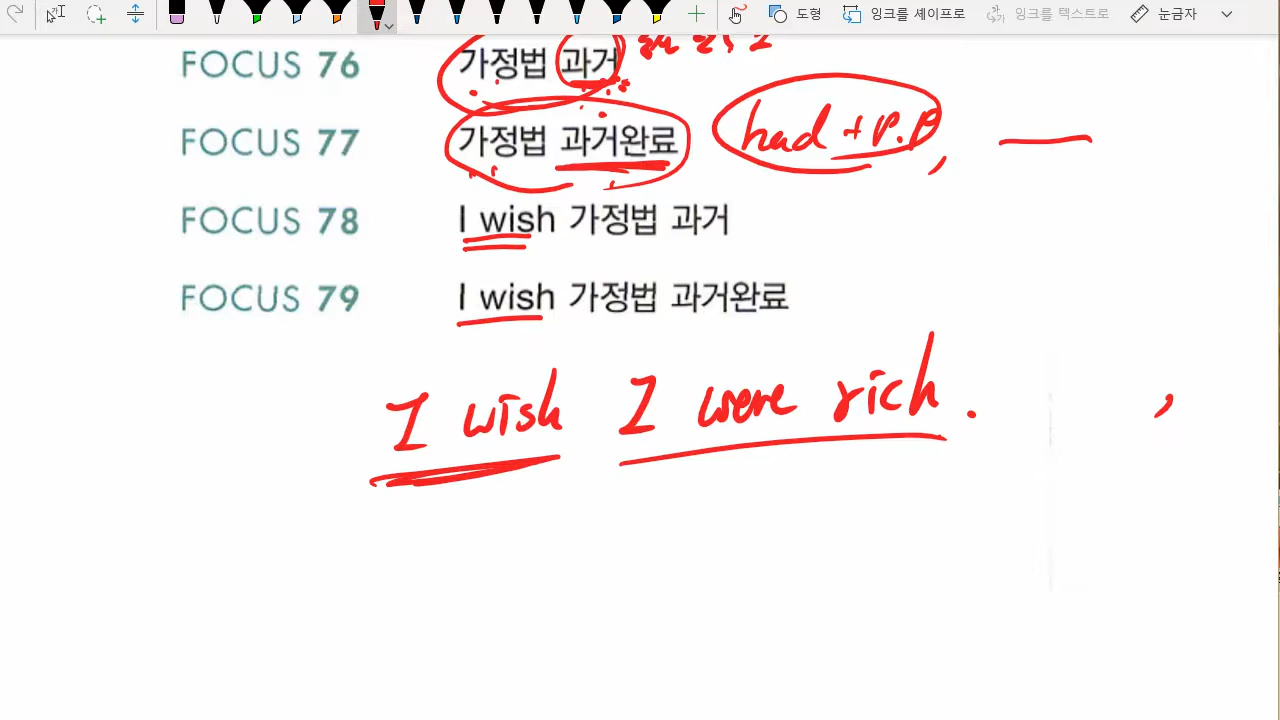 도형 잉크를 셰이프로 잉크를 텍스트로 눈금자
FOCUS 76 가정법 과거
FOCUS 77 가정법 과거완료 had + P.P,
FOCUS 78 I wish 가정법 과거
FOCUS 79 I wish 가정법 과거완료
I wish I were rich. ,